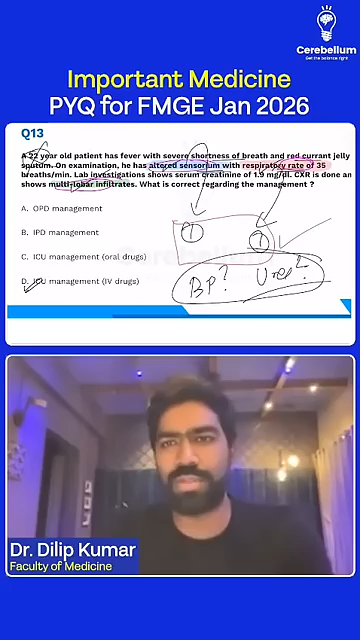 Cerebellum
Get the balance right
Important Medicine
PYQ for FMGE Jan 2026
Q13
A 22 year old patient has fever with severe shortness of breath and red currant jelly
sputum. On examination, he has altered sensorium with respiratory rate of 35
breaths/min. Lab investigations shows serum creatinine of 1.9 mg/dl. CXR is done an
shows multi-lobar infiltrates. What is correct regarding the management ?
A. OPD management
B. IPD management
C. ICU management (oral drugs)
D. ICU management (IV drugs)
1
1
BP? Urea?
Dr. Dilip Kumar
Faculty of Medicine